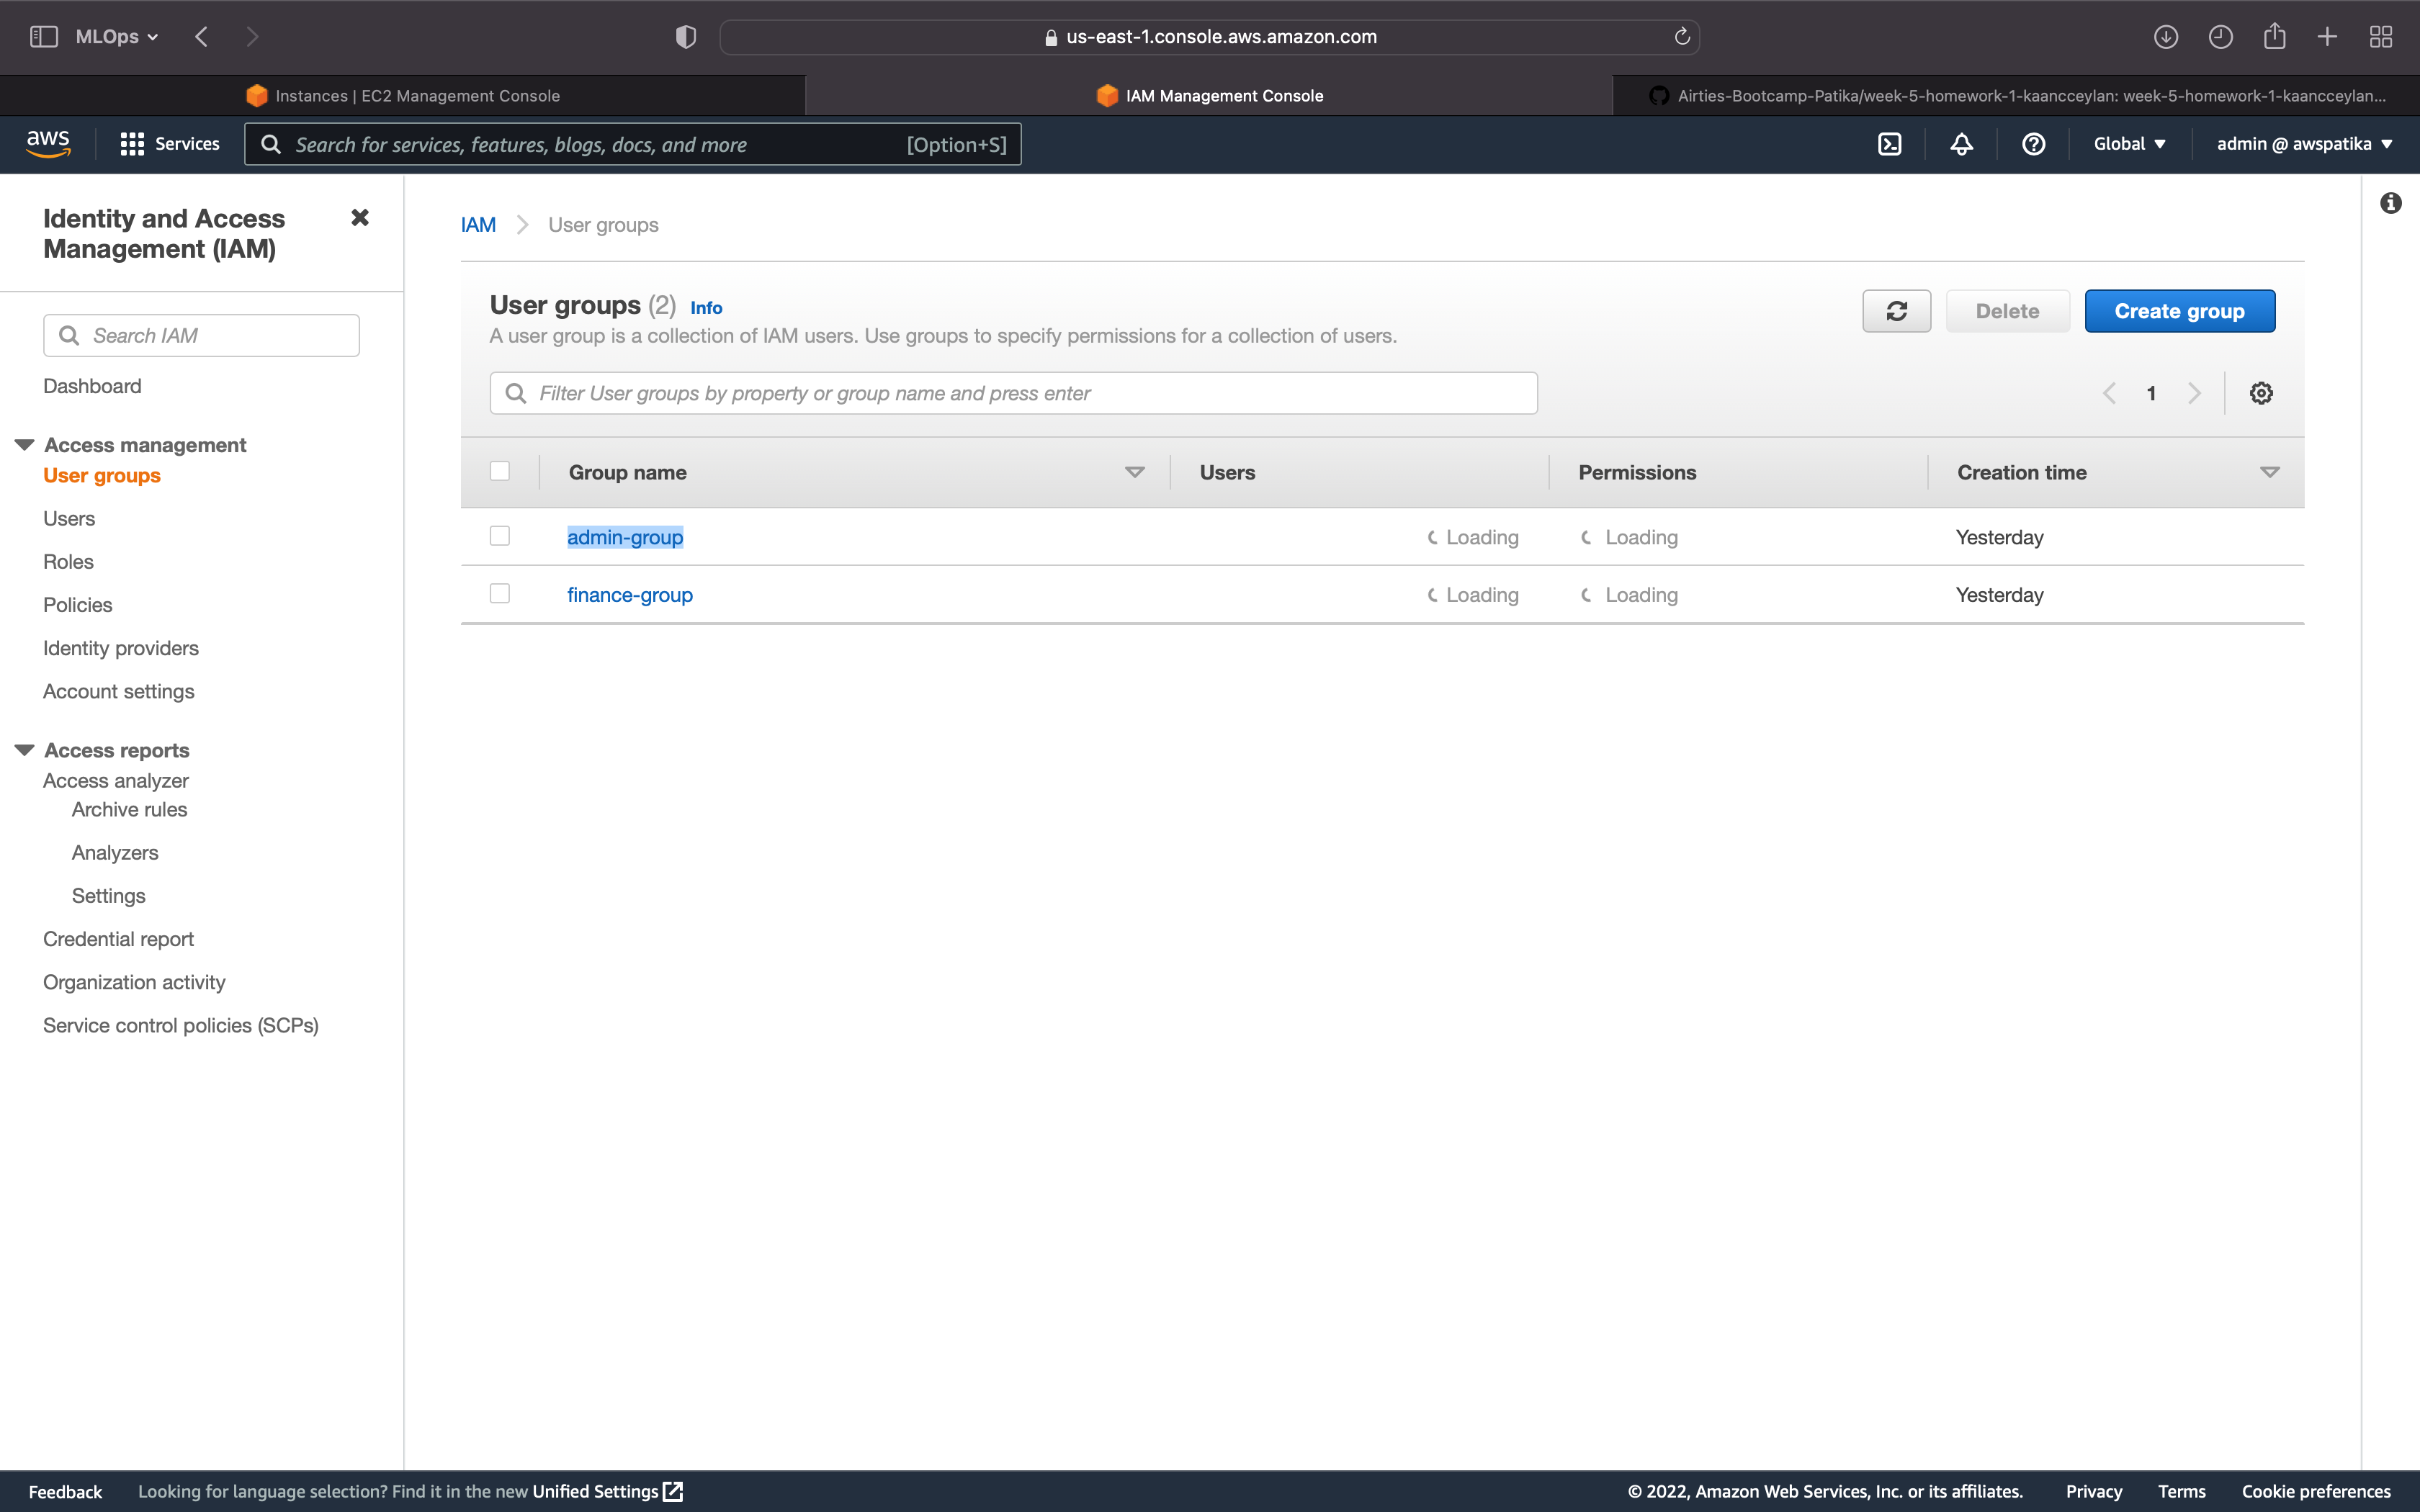 MLOps
us-east-1.console.aws.amazon.com
Instances | EC2 Management Console
IAM Management Console
Airties-Bootcamp-Patika/week-5-homework-1-kaancceylan: week-5-homework-1-kaancceylan...
aws
Services
Search for services, features, blogs, docs, and more
[Option+S]
Global
admin @ awspatika
Identity and Access
Management (IAM)
Search IAM
Dashboard
Access management
User groups
Users
Roles
Policies
Identity providers
Account settings
Access reports
Access analyzer
Archive rules
Analyzers
Settings
Credential report
Organization activity
Service control policies (SCPs)
IAM > User groups
User groups (2) Info
A user group is a collection of IAM users. Use groups to specify permissions for a collection of users.
Delete
Create group
Filter User groups by property or group name and press enter
1
Group name Users Permissions Creation time
admin-group Loading Loading Yesterday
finance-group Loading Loading Yesterday
Feedback
Looking for language selection? Find it in the new Unified Settings
© 2022, Amazon Web Services, Inc. or its affiliates.
Privacy
Terms
Cookie preferences